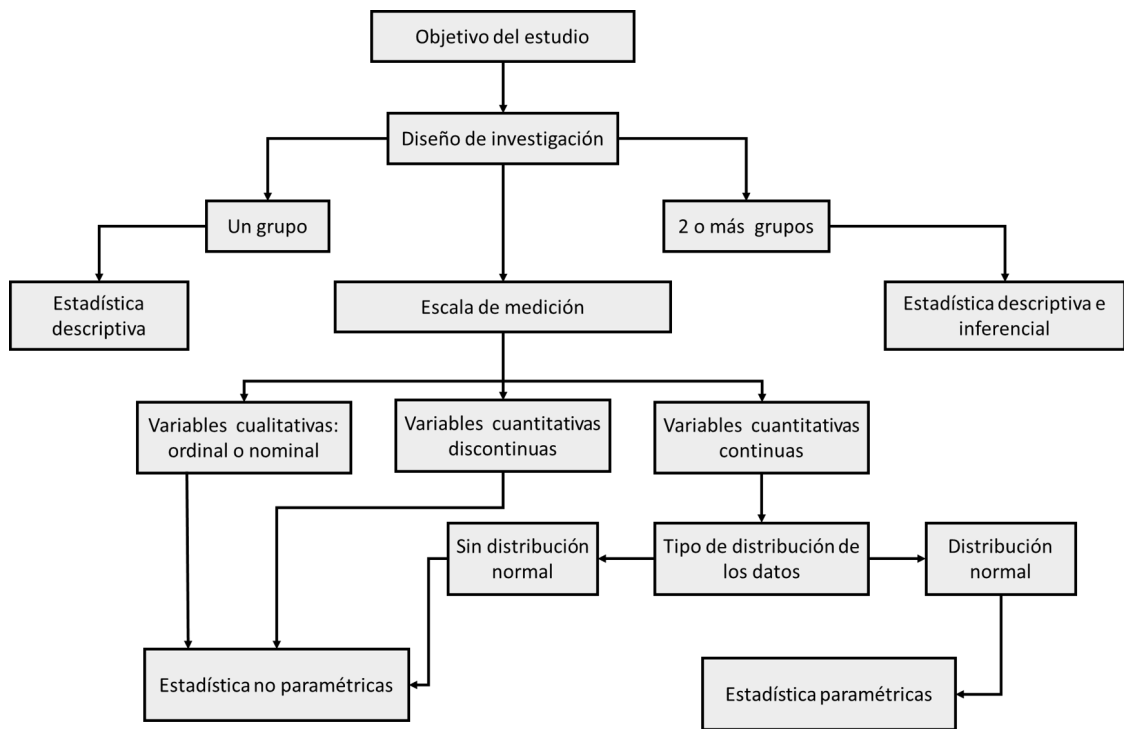 Objetivo del estudio
Diseño de investigación
Un grupo
2 o más grupos
Estadística
descriptiva
Escala de medición
Estadística descriptiva e
inferencial
Variables cualitativas:
ordinal o nominal
Variables cuantitativas
discontinuas
Variables cuantitativas
continuas
Sin distribución
normal
Tipo de distribución de
los datos
Distribución
normal
Estadística no paramétricas
Estadística paramétricas